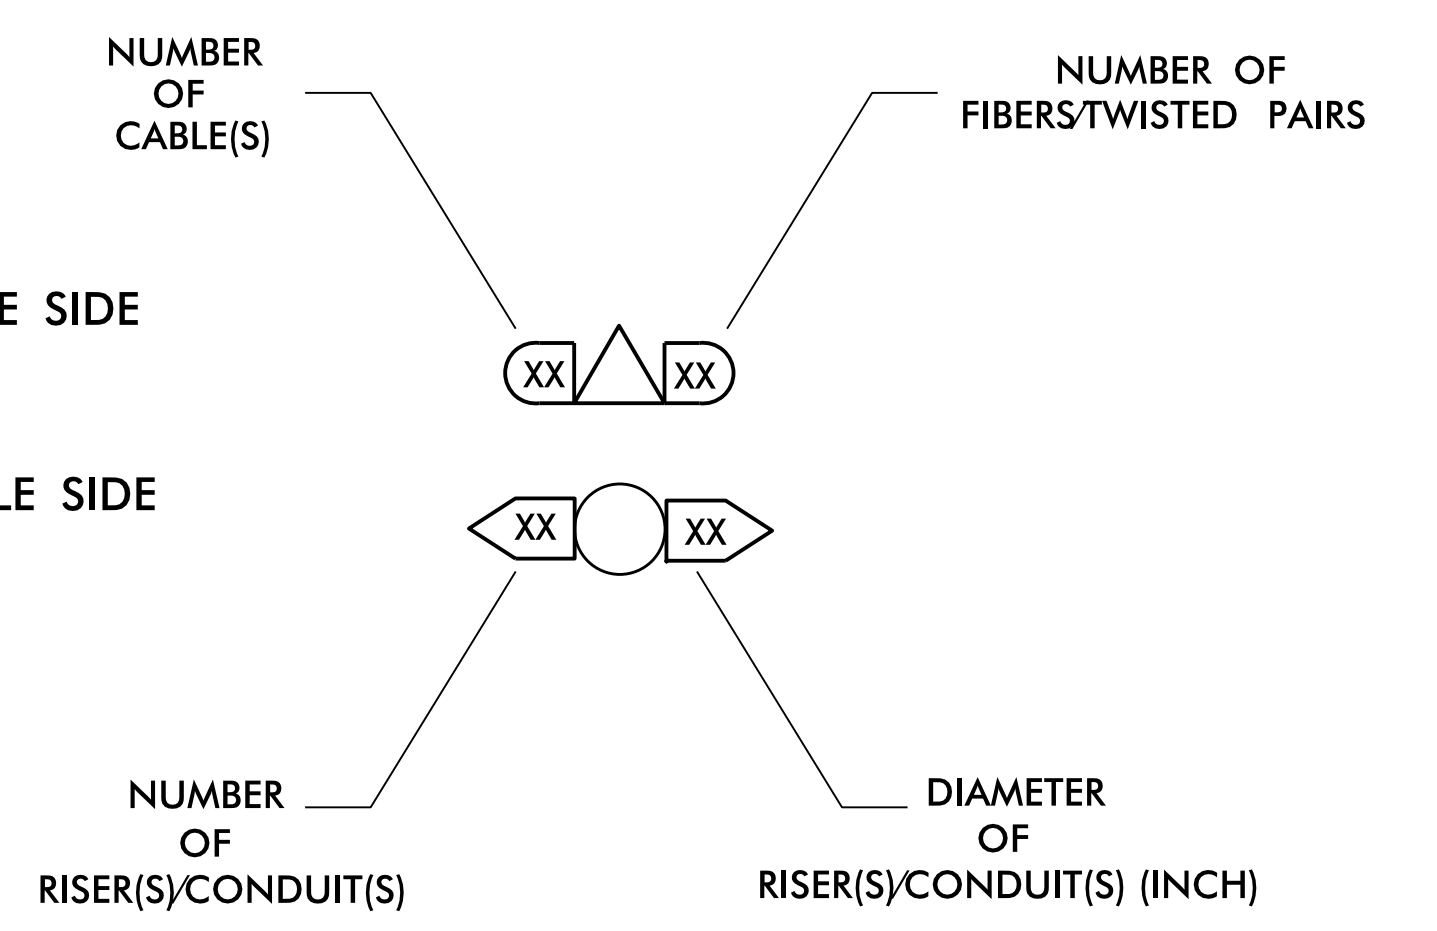 NUMBER
OF
CABLE(S)
NUMBER OF
FIBERS/TWISTED PAIRS
E SIDE
XX XX
LE SIDE
XX XX
NUMBER
OF
RISER(S)/CONDUIT(S)
DIAMETER
OF
RISER(S)/CONDUIT(S) (INCH)